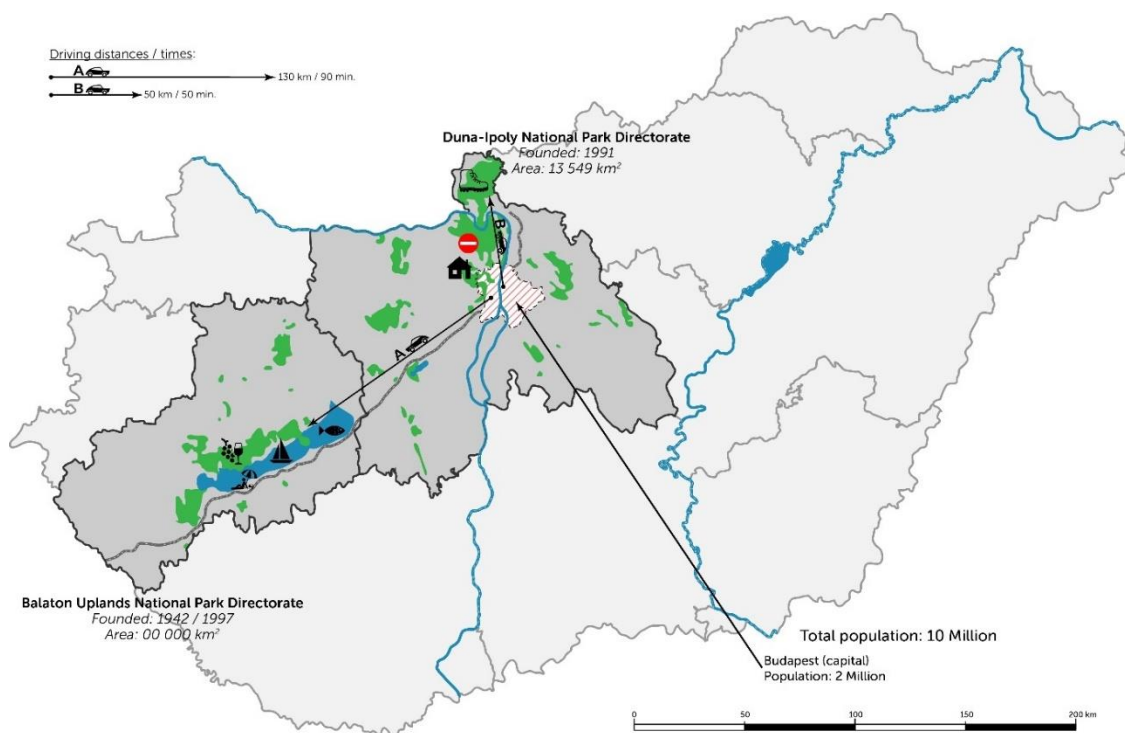 Driving distances / times:
A
130 km / 90 min.
B
50 km / 50 min.
Duna-Ipoly National Park Directorate
Founded: 1991
Area: 13 549 km²
B
A
Balaton Uplands National Park Directorate
Founded: 1942 / 1997
Area: 00 000 km²
Total population: 10 Million
Budapest (capital)
Population: 2 Million
0 50 100 150 200 km